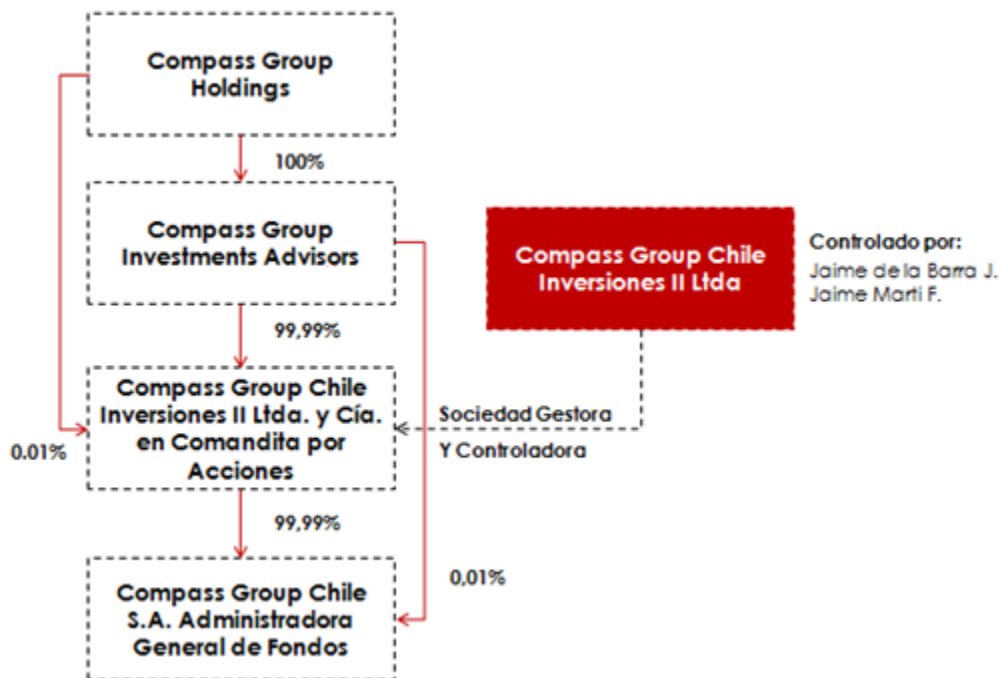 Compass Group
Holdings
100%
Compass Group
Investments Advisors
Compass Group Chile
Inversiones II Ltda
Controlado por:
Jaime de la Barra J.
Jaime Marti F.
99,99%
Compass Group Chile
Inversiones II Ltda. y Cía.
en Comandita por
Acciones
0.01%
Sociedad Gestora
Y Controladora
99,99%
0,01%
Compass Group Chile
S.A. Administradora
General de Fondos